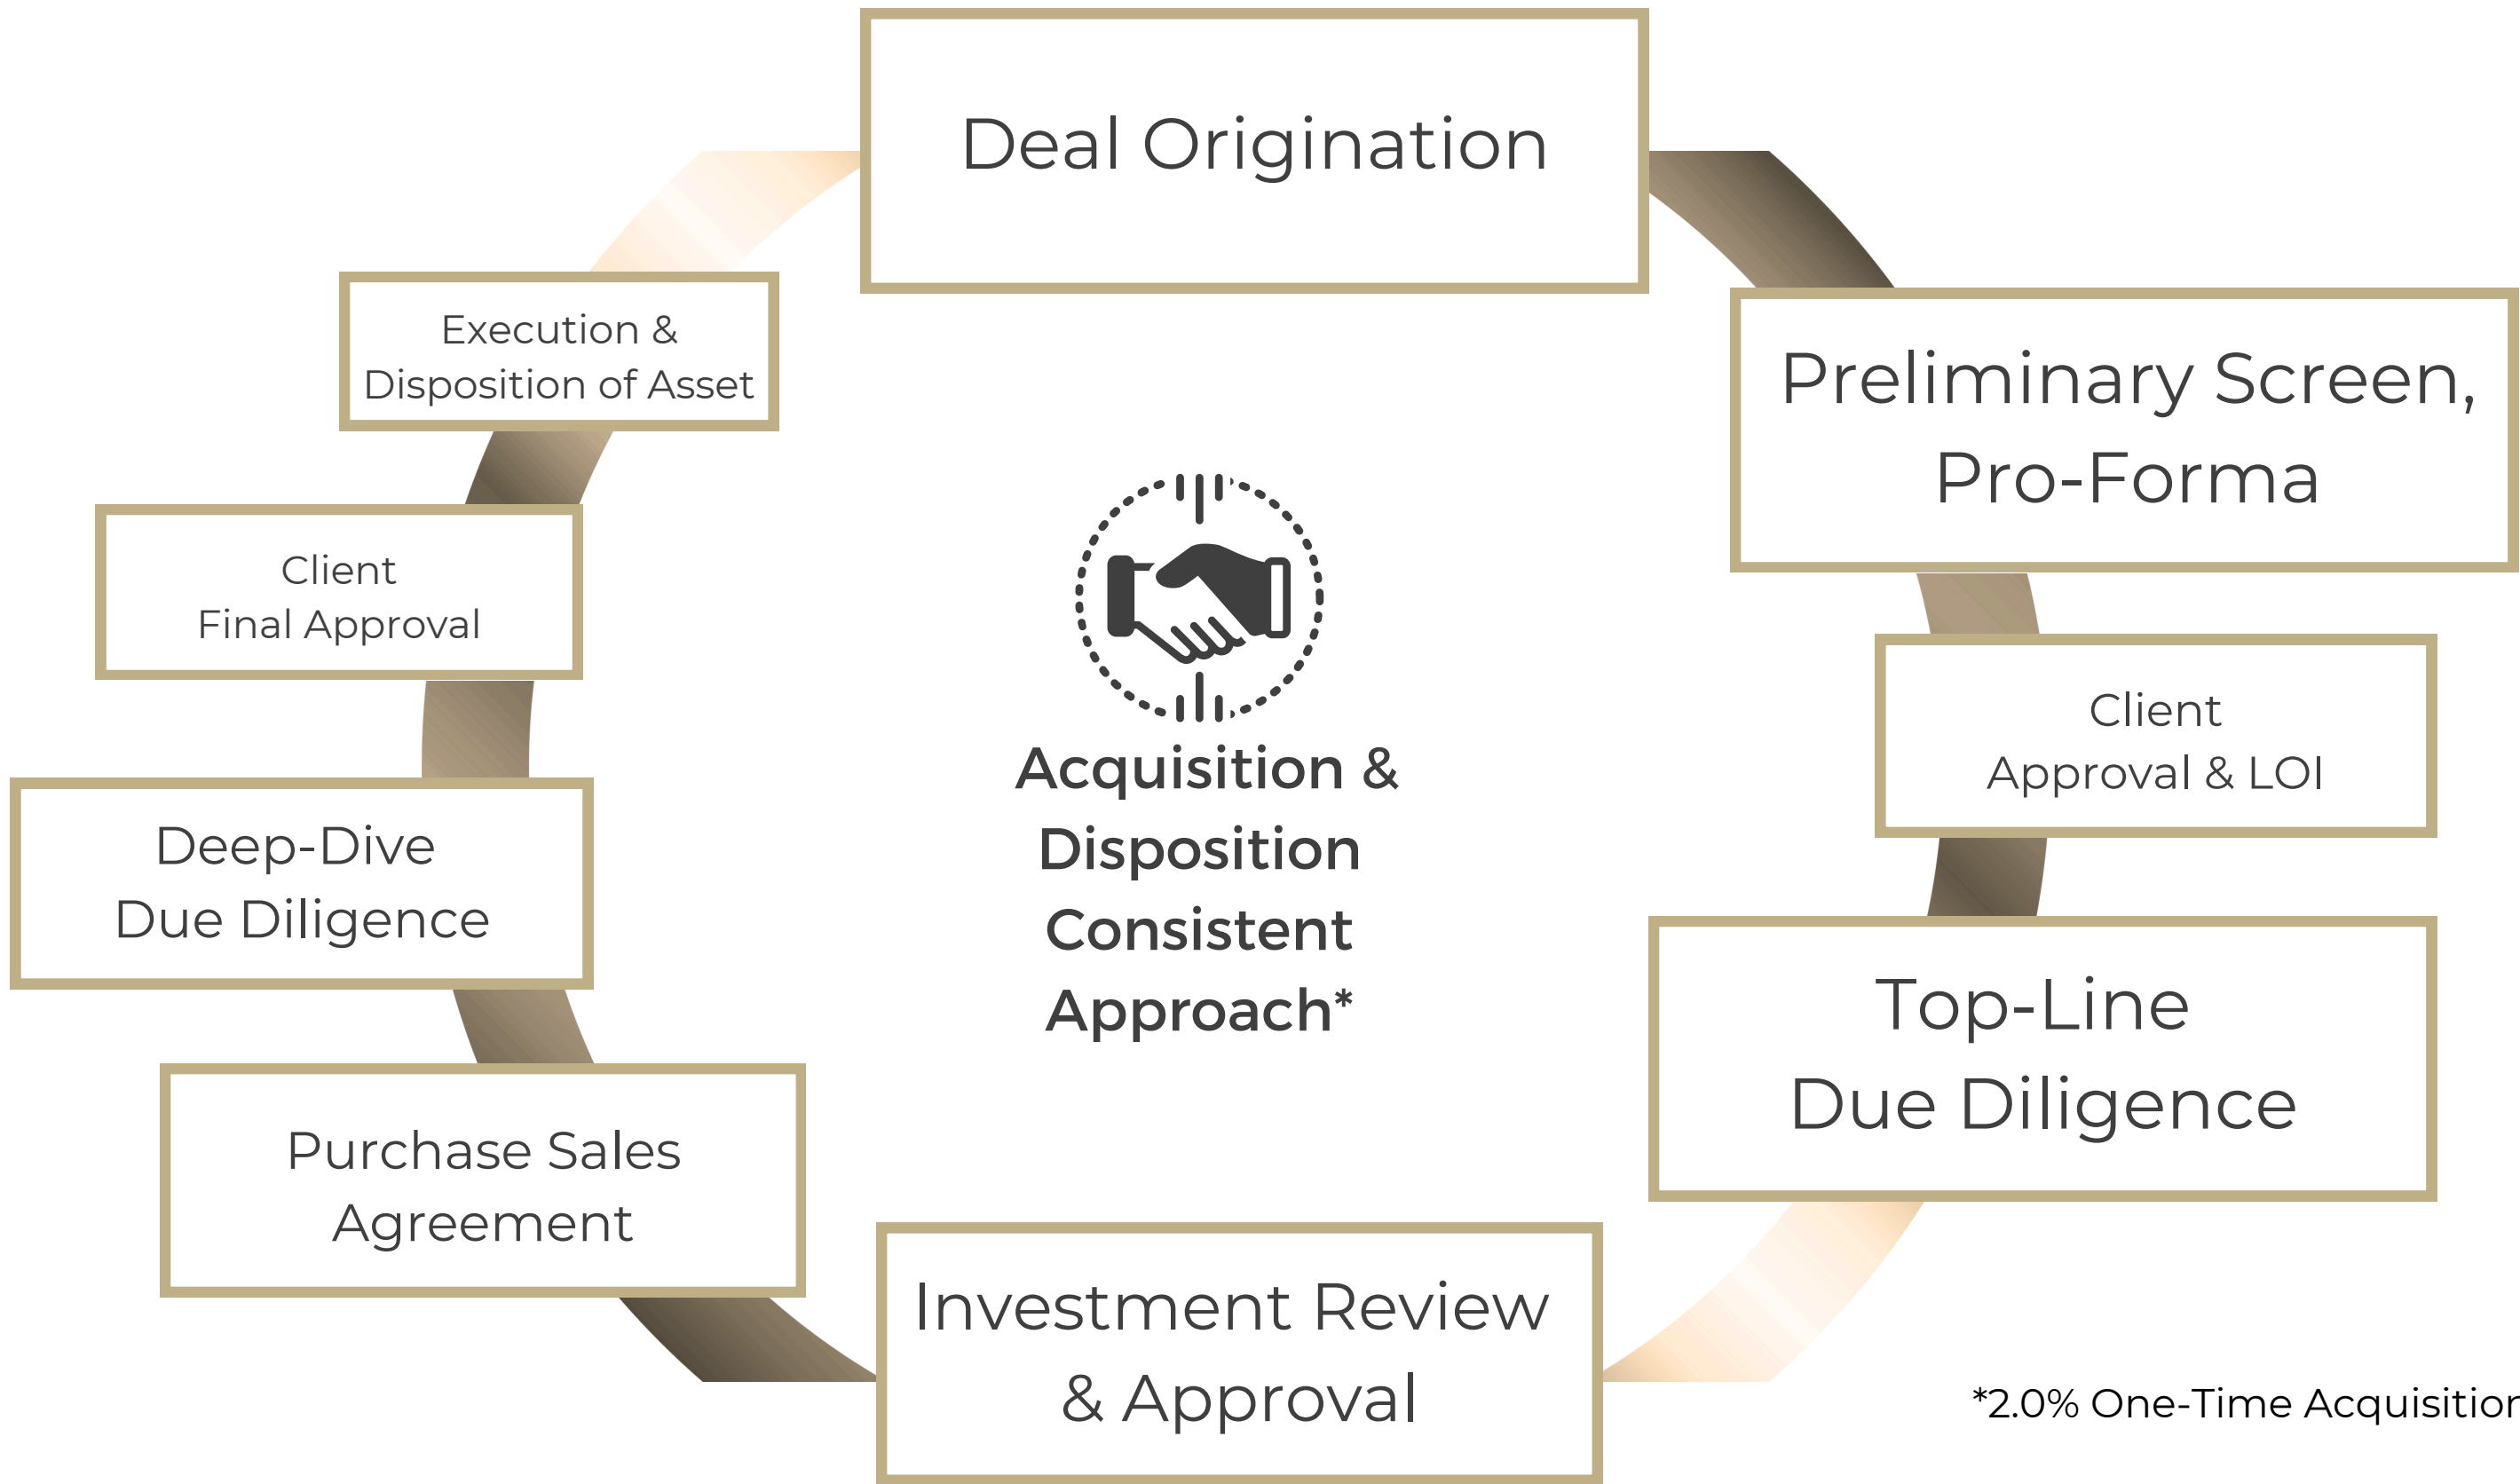 Deal Origination
Preliminary Screen,
Pro-Forma
Client
Approval & LOI
Top-Line
Due Diligence
Investment Review
& Approval
Purchase Sales
Agreement
Deep-Dive
Due Diligence
Client
Final Approval
Execution &
Disposition of Asset
Acquisition &
Disposition
Consistent
Approach*
*2.0% One-Time Acquisition